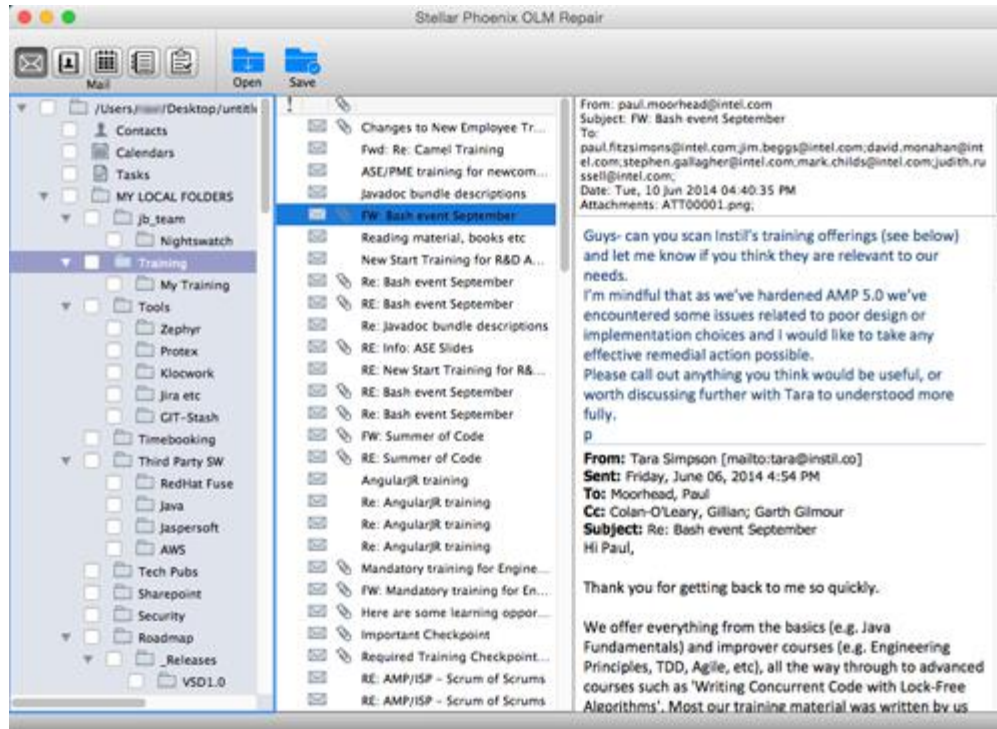 Stellar Phoenix OLM Repair
Mail
Open
Save
/Users/ /Desktop/untitle
Contacts
Calendars
Tasks
MY LOCAL FOLDERS
jb_team
Nightswatch
Training
My Training
Tools
Zephyr
Protex
Klocwork
Jira etc
GIT-Stash
Timebooking
Third Party SW
RedHat Fuse
Java
Jaspersoft
AWS
Tech Pubs
Sharepoint
Security
Roadmap
_Releases
VSD1.0
!
Changes to New Employee Tr...
Fwd: Re: Camel Training
ASE/PME training for newcom...
Javadoc bundle descriptions
FW: Bash event September
Reading material, books etc
New Start Training for R&D A...
Re: Bash event September
RE: Bash event September
Re: Javadoc bundle descriptions
RE: Info: ASE Slides
RE: New Start Training for R&...
RE: Bash event September
Re: Bash event September
FW: Summer of Code
RE: Summer of Code
AngularJR training
Re: AngularJR training
Re: AngularJR training
Re: AngularJR training
Mandatory training for Engine...
FW: Mandatory training for En...
Here are some learning oppor...
Important Checkpoint
Required Training Checkpoint...
RE: AMP/ISP - Scrum of Scrums
RE: AMP/ISP - Scrum of Scrums
From: paul.moorhead@intel.com
Subject: FW: Bash event September
To:
paul.fitzsimons@intel.com;jim.beggs@intel.com;david.monahan@int
el.com;stephen.gallagher@intel.com;mark.childs@intel.com;judith.ru
ssell@intel.com;
Date: Tue, 10 Jun 2014 04:40:35 PM
Attachments: ATT00001.png;
Guys- can you scan Instil's training offerings (see below)
and let me know if you think they are relevant to our
needs.
I'm mindful that as we've hardened AMP 5.0 we've
encountered some issues related to poor design or
implementation choices and I would like to take any
effective remedial action possible.
Please call out anything you think would be useful, or
worth discussing further with Tara to understood more
fully.
P
From: Tara Simpson [mailto:tara@instil.co]
Sent: Friday, June 06, 2014 4:54 PM
To: Moorhead, Paul
Cc: Colan-O'Leary, Gillian; Garth Gilmour
Subject: Re: Bash event September
Hi Paul,
Thank you for getting back to me so quickly.
We offer everything from the basics (e.g. Java
Fundamentals) and improver courses (e.g. Engineering
Principles, TDD, Agile, etc), all the way through to advanced
courses such as 'Writing Concurrent Code with Lock-Free
Algorithms'. Most our training material was written by us